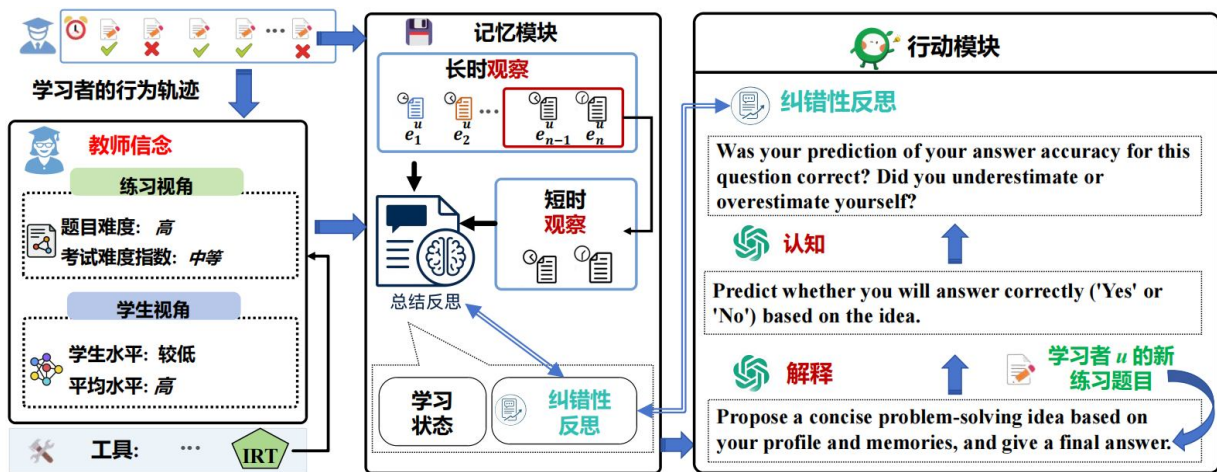 学习者的行为轨迹
教师信念
练习视角
题目难度: 高
考试难度指数: 中等
学生视角
学生水平: 较低
平均水平: 高
工具: ... IRT
记忆模块
长时观察
e_1^u e_2^u ... e_{n-1}^u e_n^u
短时
观察
总结反思
学习
状态
纠错性
反思
行动模块
纠错性反思
Was your prediction of your answer accuracy for this
question correct? Did you underestimate or
overestimate yourself?
认知
Predict whether you will answer correctly ('Yes' or
'No') based on the idea.
解释
学习者 u 的新
练习题目
Propose a concise problem-solving idea based on
your profile and memories, and give a final answer.